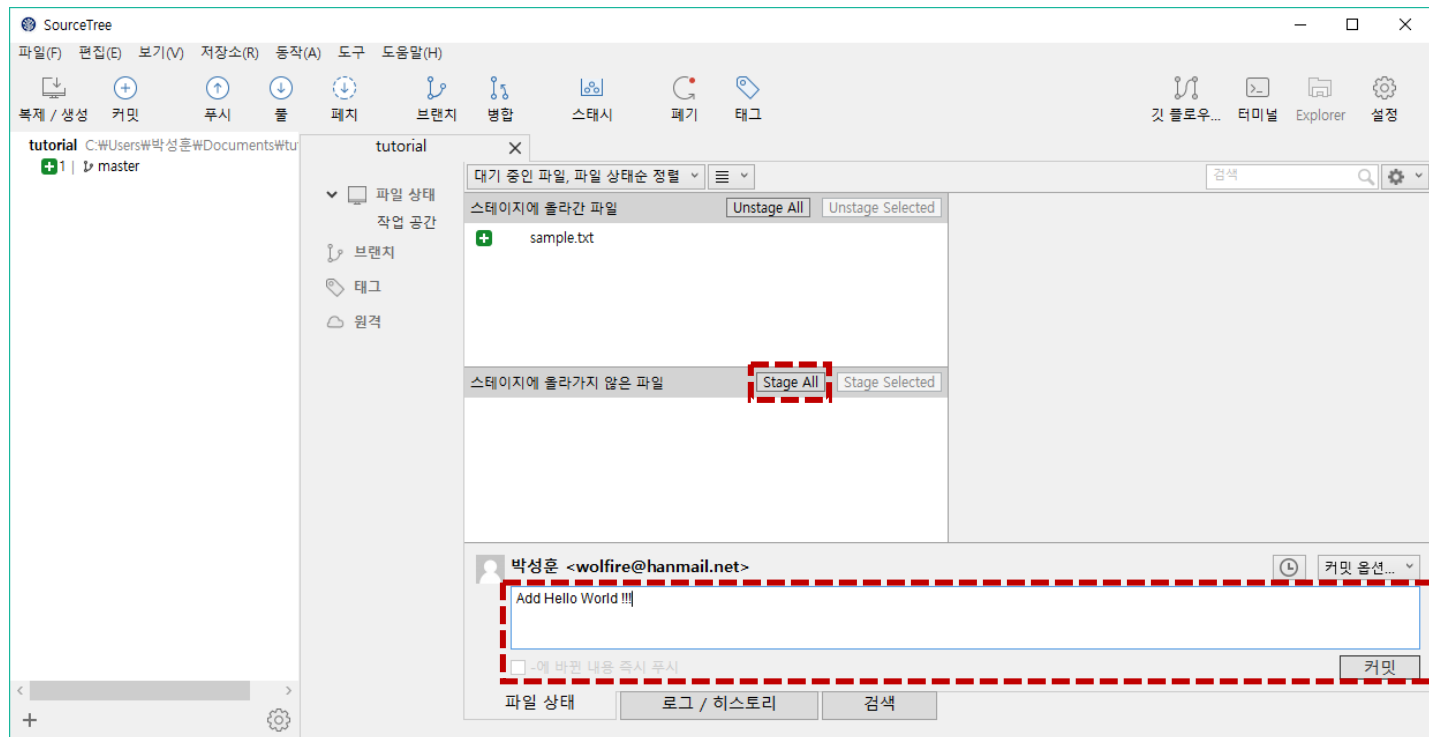 SourceTree
파일(F) 편집(E) 보기(V) 저장소(R) 동작(A) 도구 도움말(H)
복제 / 생성 커밋 푸시 풀 페치 브랜치 병합 스태시 폐기 태그 깃 플로우... 터미널 Explorer 설정
tutorial C:₩Users₩박성훈₩Documents₩tu
1 | master
tutorial
파일 상태
작업 공간
브랜치
태그
원격
대기 중인 파일, 파일 상태순 정렬
검색
스테이지에 올라간 파일 Unstage All Unstage Selected
sample.txt
스테이지에 올라가지 않은 파일 Stage All Stage Selected
박성훈 <wolfire@hanmail.net>
커밋 옵션...
Add Hello World !!!
-에 바뀐 내용 즉시 푸시
커밋
파일 상태 로그 / 히스토리 검색